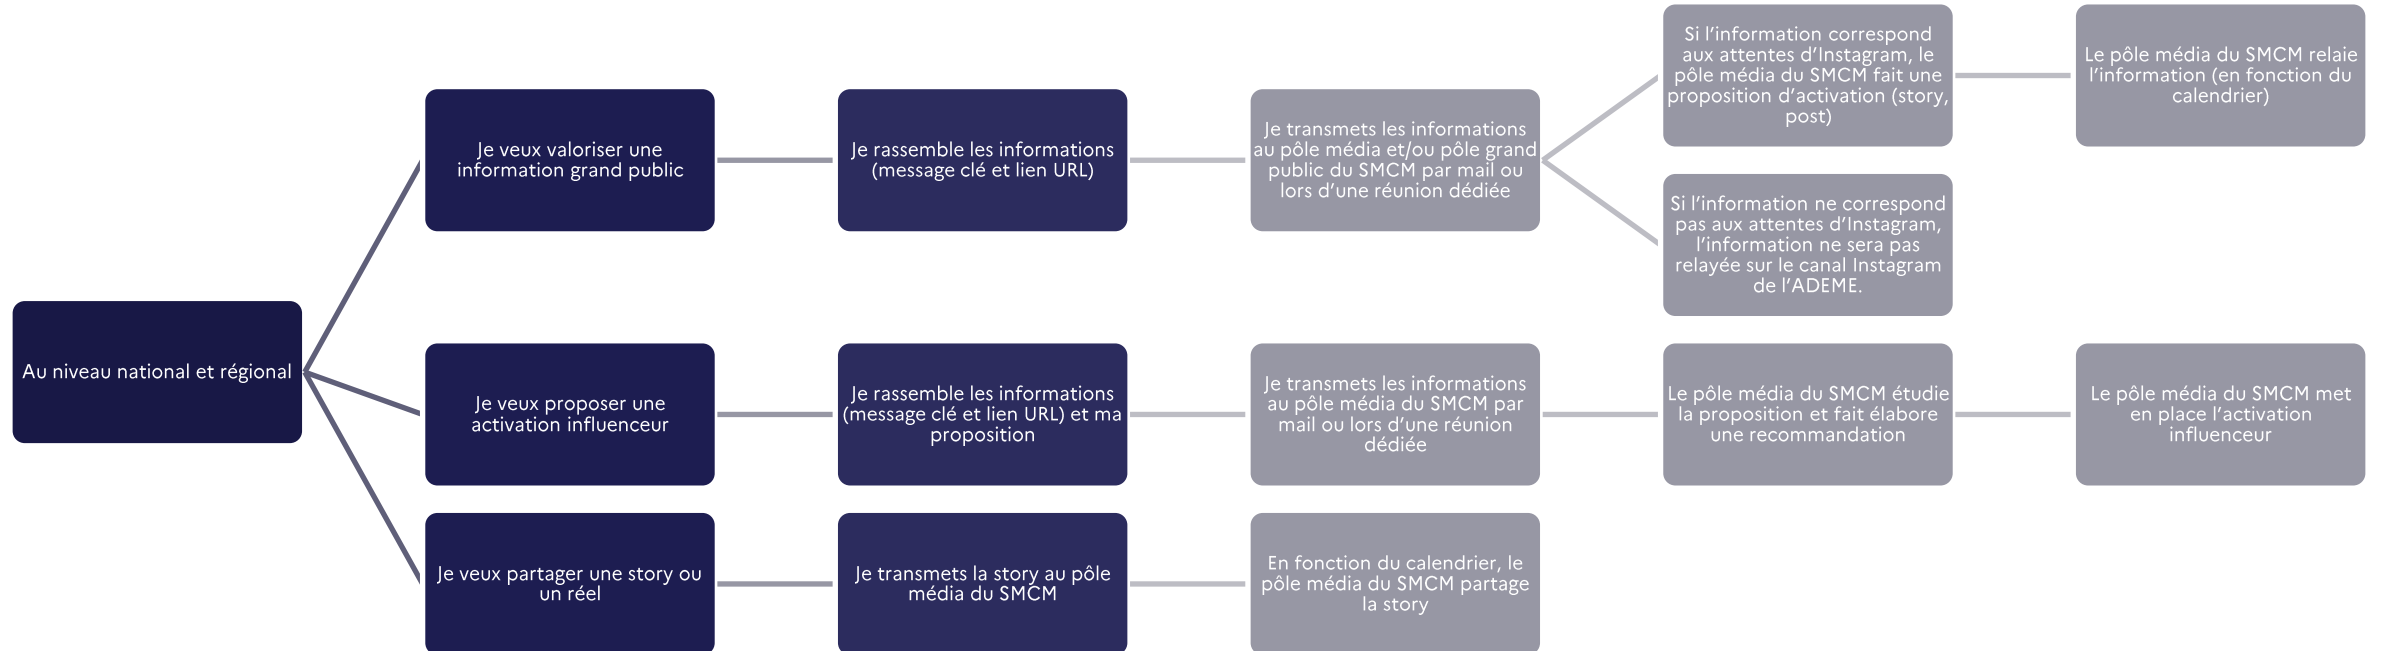 Au niveau national et régional
Je veux valoriser une
information grand public
Je rassemble les informations
(message clé et lien URL)
Je transmets les informations
au pôle média et/ou pôle grand
public du SMCM par mail ou
lors d’une réunion dédiée
Si l’information correspond
aux attentes d’Instagram, le
pôle média du SMCM fait une
proposition d’activation (story,
post)
Le pôle média du SMCM relaie
l’information (en fonction du
calendrier)
Si l’information ne correspond
pas aux attentes d’Instagram,
l’information ne sera pas
relayée sur le canal Instagram
de l’ADEME.
Je veux proposer une
activation influenceur
Je rassemble les informations
(message clé et lien URL) et ma
proposition
Je transmets les informations
au pôle média du SMCM par
mail ou lors d’une réunion
dédiée
Le pôle média du SMCM étudie
la proposition et fait élabore
une recommandation
Le pôle média du SMCM met
en place l’activation
influenceur
Je veux partager une story ou
un réel
Je transmets la story au pôle
média du SMCM
En fonction du calendrier, le
pôle média du SMCM partage
la story